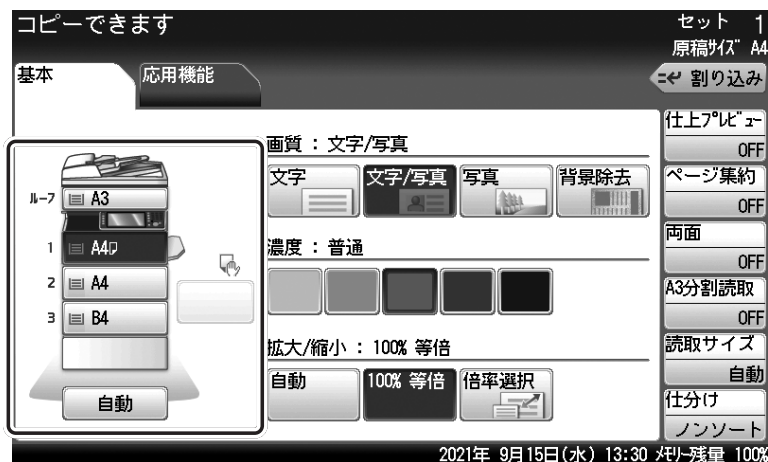 コピーできます
セット 1
原稿ｻｲｽﾞ A4
基本
応用機能
割り込み
ﾙｰﾌ A3
1 A4
2 A4
3 B4
自動
画質 : 文字/写真
文字
文字/写真
写真
背景除去
濃度 : 普通
拡大/縮小 : 100% 等倍
自動
100% 等倍
倍率選択
仕上ﾌﾟﾚﾋﾞｭｰ
OFF
ページ集約
OFF
両面
OFF
A3分割読取
OFF
読取サイズ
自動
仕分け
ノンソート
2021年 9月15日(水) 13:30 ﾒﾓﾘｰ残量 100%